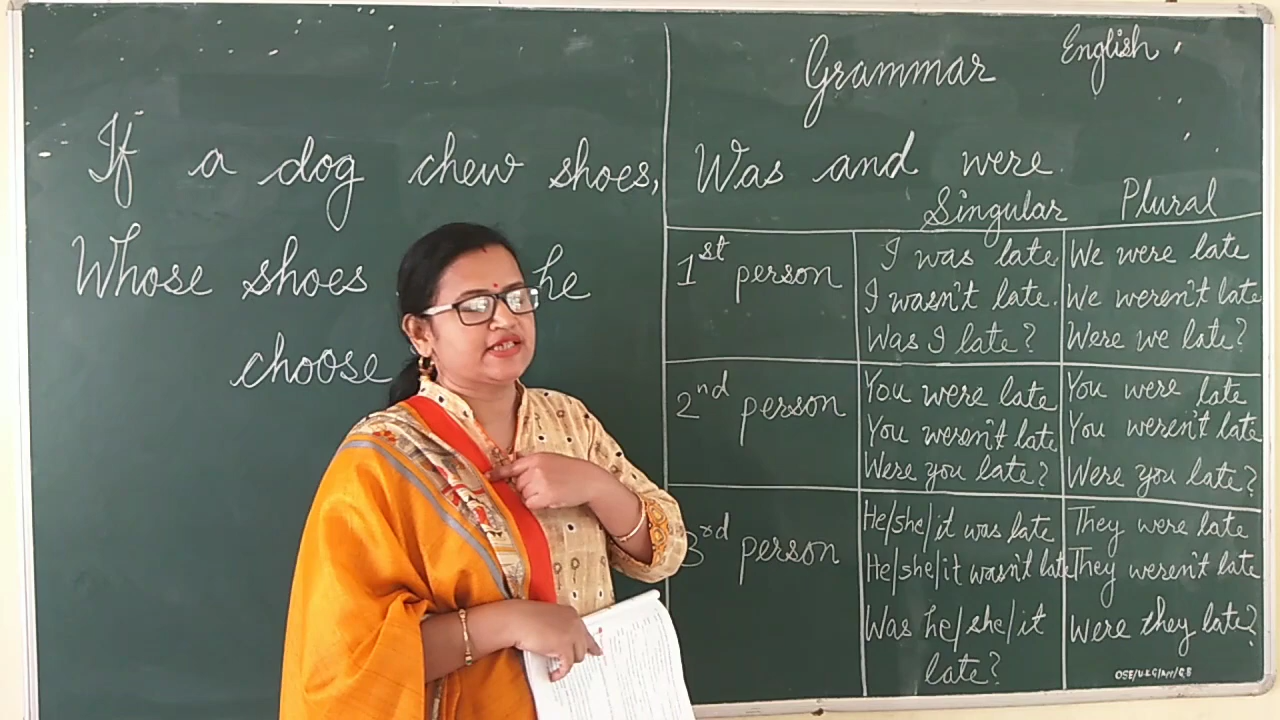 If a dog chew shoes,
Whose shoes he
choose
English
Grammar
Was and were.
Singular Plural
1st person
I was late
I wasn't late.
Was I late?
We were late
We weren't late
Were we late?
2nd person
You were late
You weren't late
Were you late?
You were late
You weren't late
Were you late?
3rd person
He/she/it was late
He/she/it wasn't late
Was he/she/it
late?
They were late
They weren't late
Were they late?